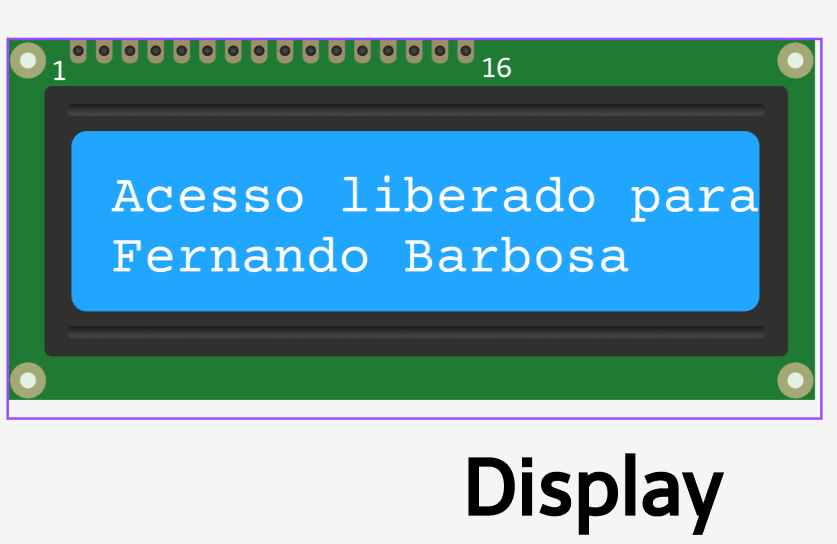 1
16
Acesso liberado para
Fernando Barbosa
Display